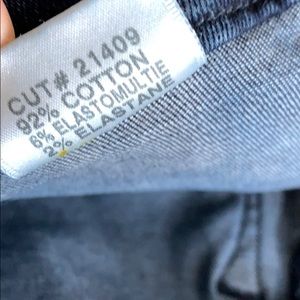 CUT# 21409
92% COTTON
6% ELASTOMULTIE
2% ELASTANE